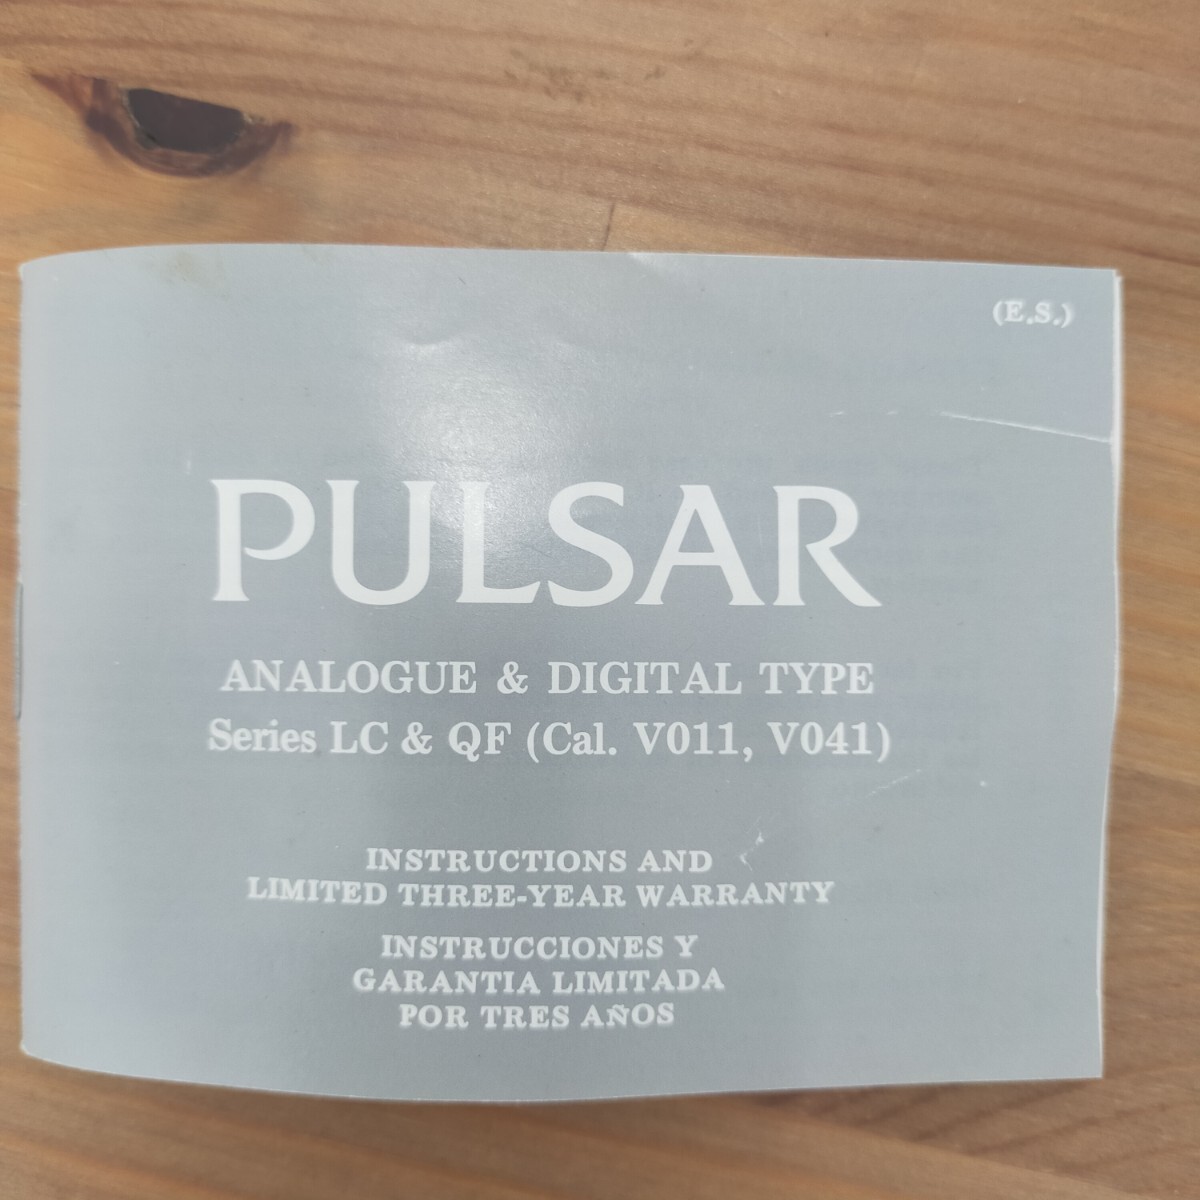 (E.S.)
PULSAR
ANALOGUE & DIGITAL TYPE
Series LC & QF (Cal. V011, V041)
INSTRUCTIONS AND
LIMITED THREE-YEAR WARRANTY
INSTRUCCIONES Y
GARANTIA LIMITADA
POR TRES AÑOS